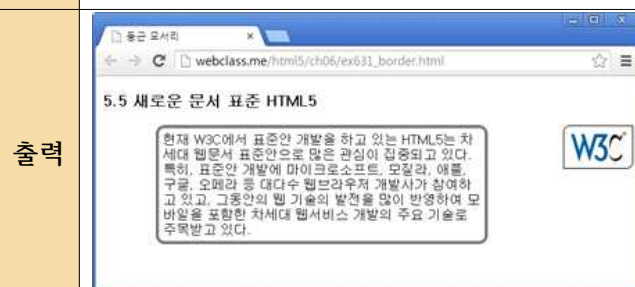 둥근 모서리
webclass.me/html5/ch06/ex631_border.html
5.5 새로운 문서 표준 HTML5
출력
현재 W3C에서 표준안 개발을 하고 있는 HTML5는 차
세대 웹문서 표준안으로 많은 관심이 집중되고 있다.
특히, 표준안 개발에 마이크로소프트, 모질라, 애플,
구글, 오페라 등 대다수 웹브라우저 개발사가 참여하
고 있고, 그동안의 웹 기술의 발전을 많이 반영하여 모
바일을 포함한 차세대 웹서비스 개발의 주요 기술로
주목받고 있다.
W3C